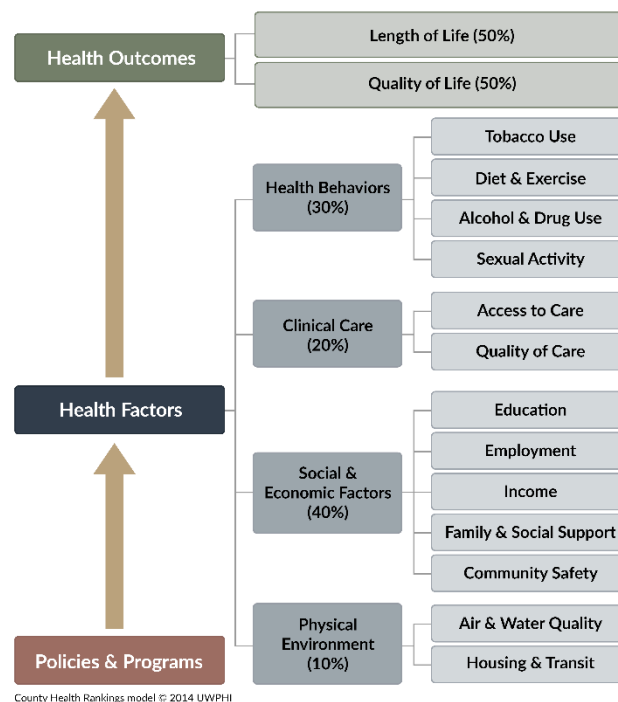 Health Outcomes
Length of Life (50%)
Quality of Life (50%)
Health Factors
Health Behaviors
(30%)
Tobacco Use
Diet & Exercise
Alcohol & Drug Use
Sexual Activity
Clinical Care
(20%)
Access to Care
Quality of Care
Social &
Economic Factors
(40%)
Education
Employment
Income
Family & Social Support
Community Safety
Physical
Environment
(10%)
Air & Water Quality
Housing & Transit
Policies & Programs
County Health Rankings model © 2014 UWPHI